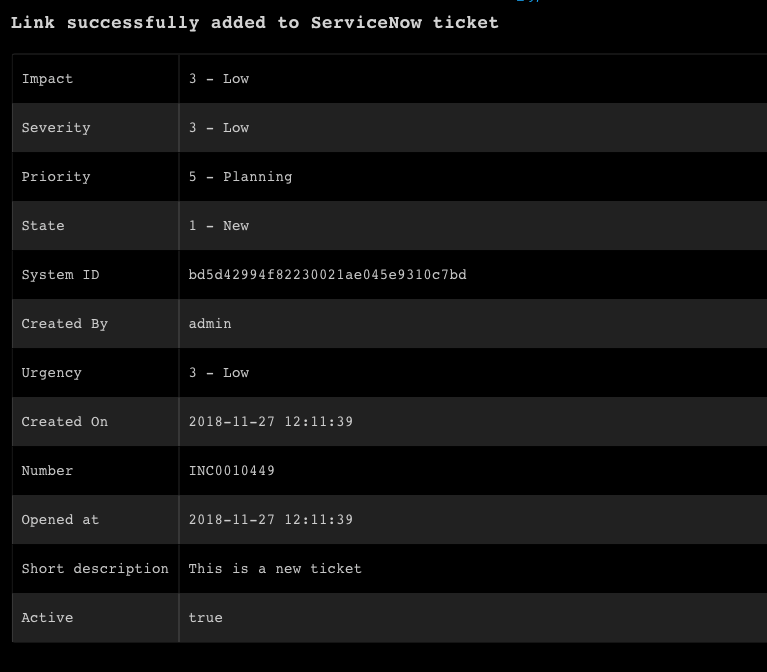 Link successfully added to ServiceNow ticket
Impact 3 - Low
Severity 3 - Low
Priority 5 - Planning
State 1 - New
System ID bd5d42994f82230021ae045e9310c7bd
Created By admin
Urgency 3 - Low
Created On 2018-11-27 12:11:39
Number INC0010449
Opened at 2018-11-27 12:11:39
Short description This is a new ticket
Active true